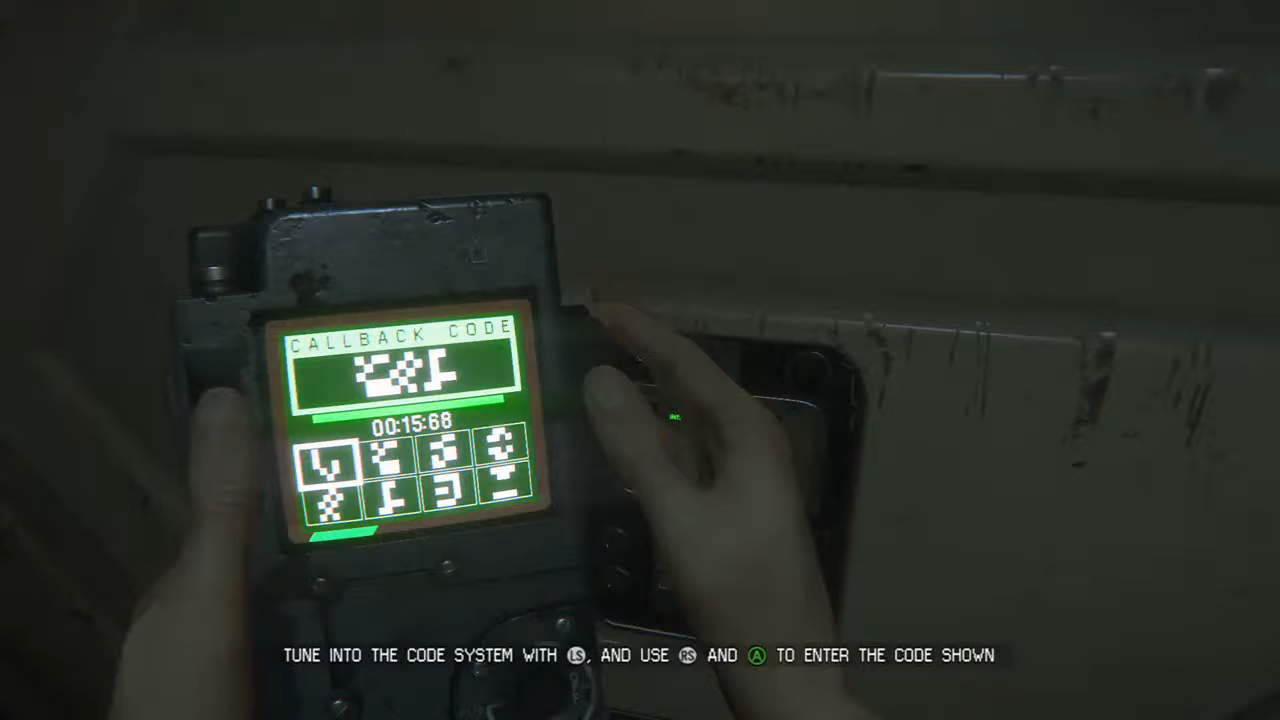 CALLBACK CODE
00:15:68
TUNE INTO THE CODE SYSTEM WITH LS, AND USE RS AND A TO ENTER THE CODE SHOWN